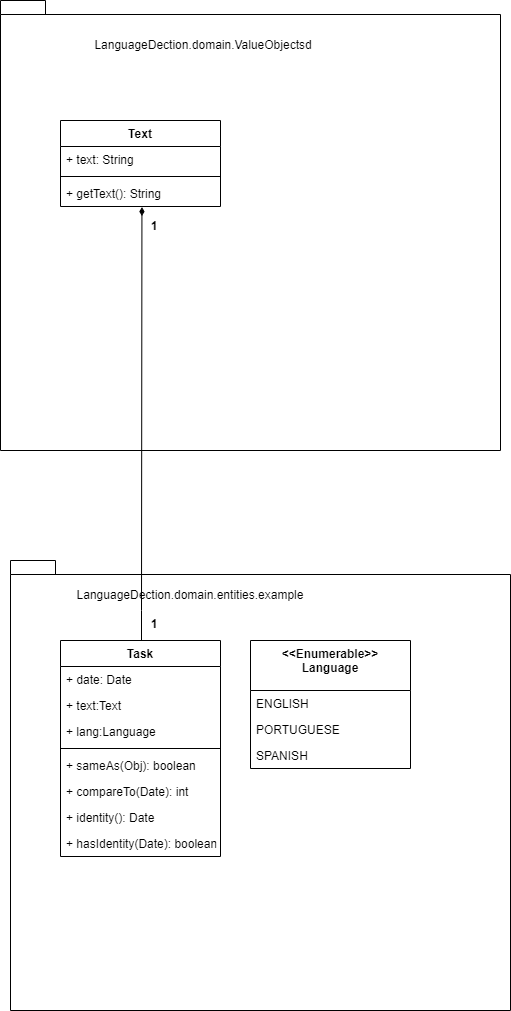 LanguageDection.domain.ValueObjectsd
Text
+ text: String
+ getText(): String
1
LanguageDection.domain.entities.example
1
Task
+ date: Date
+ text:Text
+ lang:Language
+ sameAs(Obj): boolean
+ compareTo(Date): int
+ identity(): Date
+ hasIdentity(Date): boolean
<<Enumerable>>
Language
ENGLISH
PORTUGUESE
SPANISH